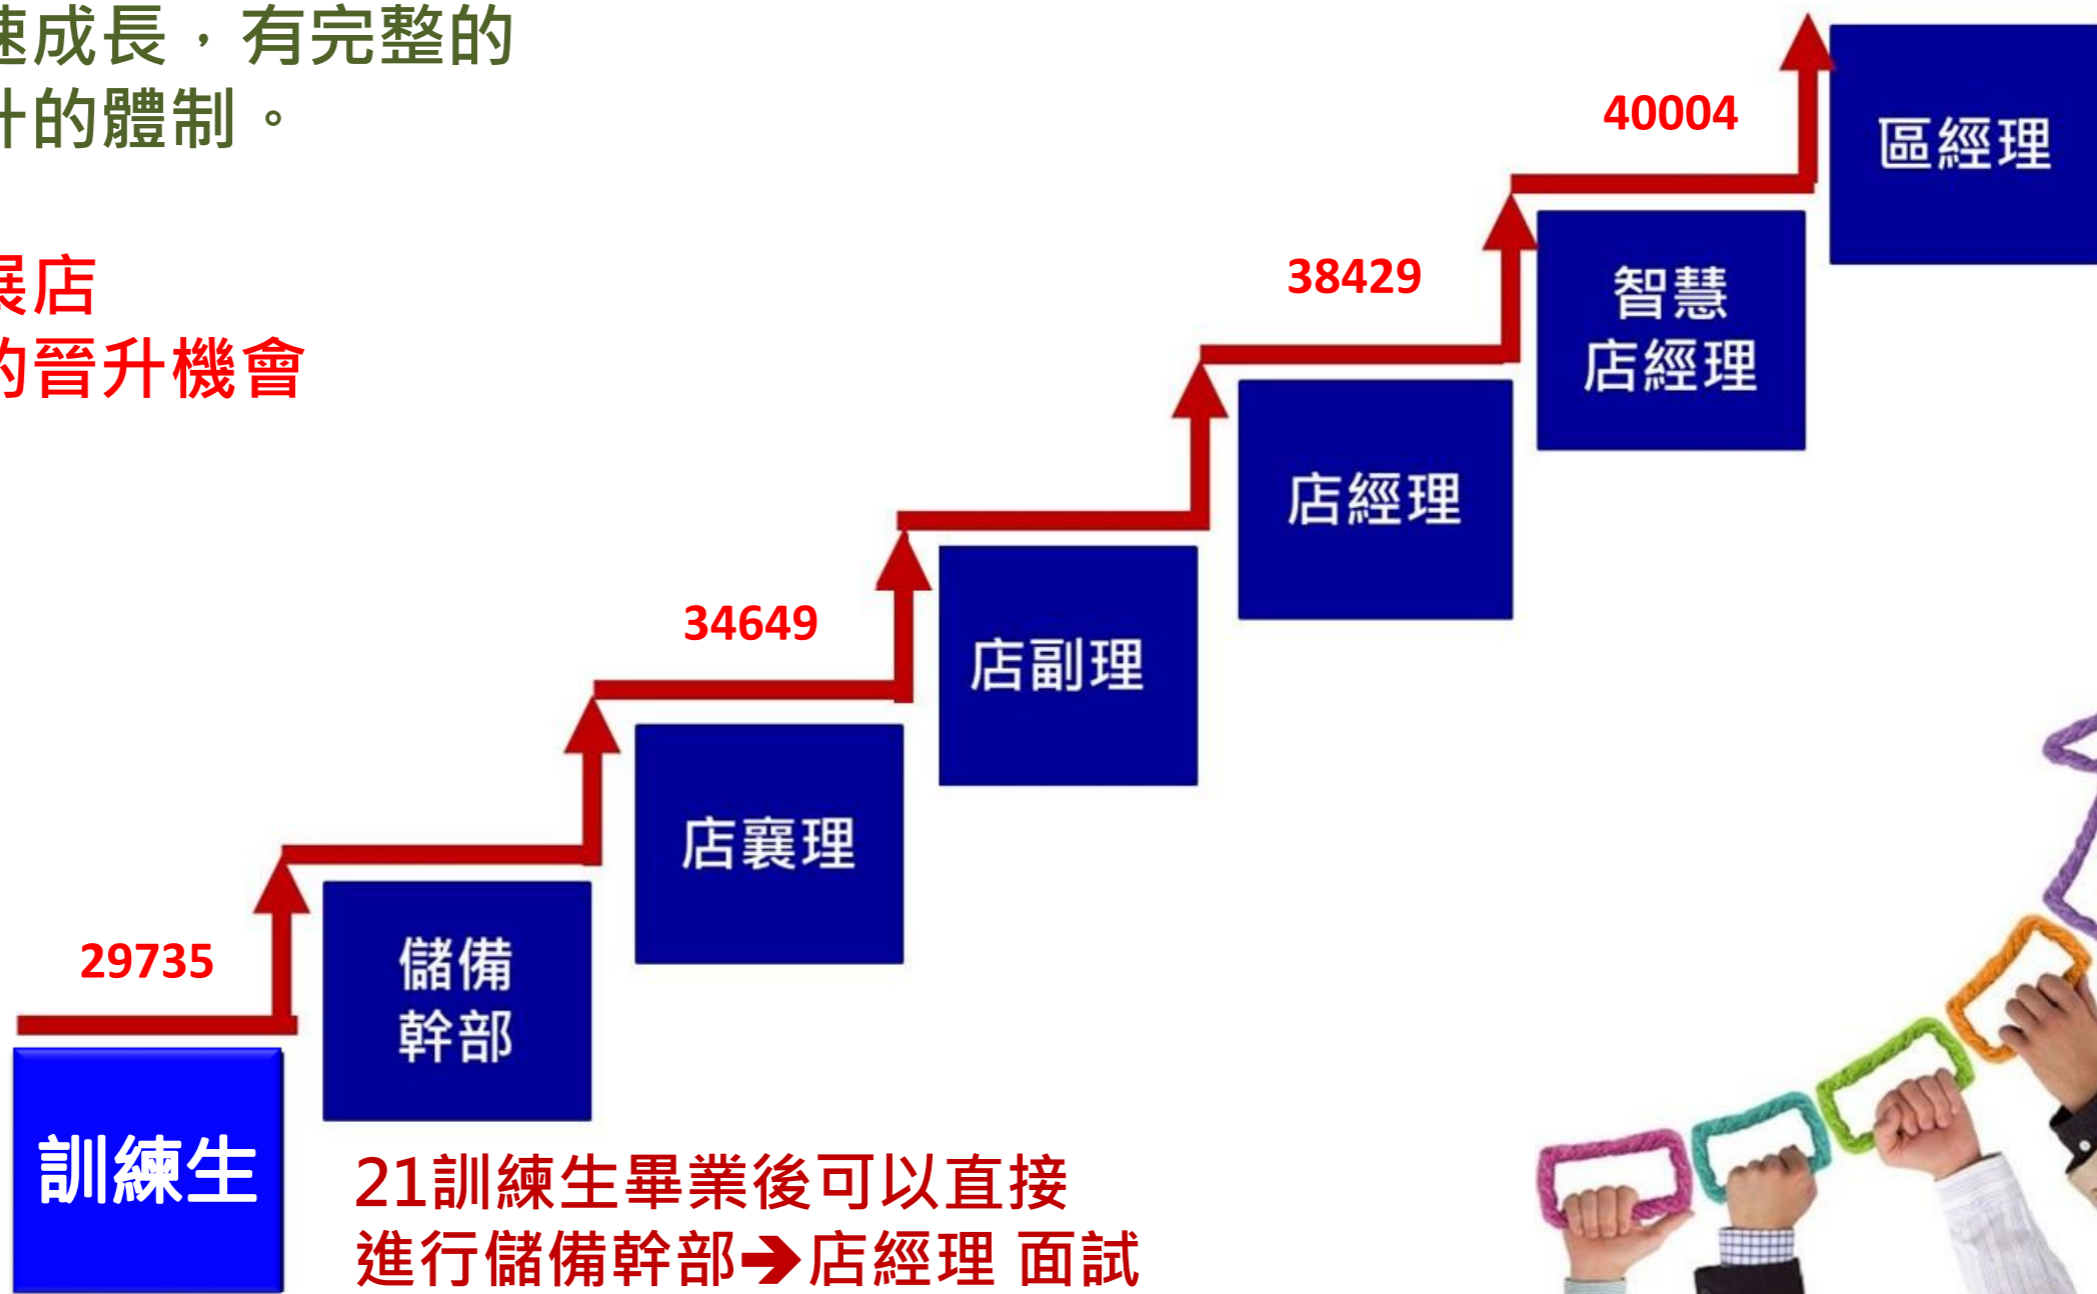 速成長，有完整的
升的體制。
展店
的晉升機會
40004
區經理
38429
智慧
店經理
店經理
34649
店副理
店襄理
29735
儲備
幹部
訓練生
21訓練生畢業後可以直接
進行儲備幹部➔店經理 面試